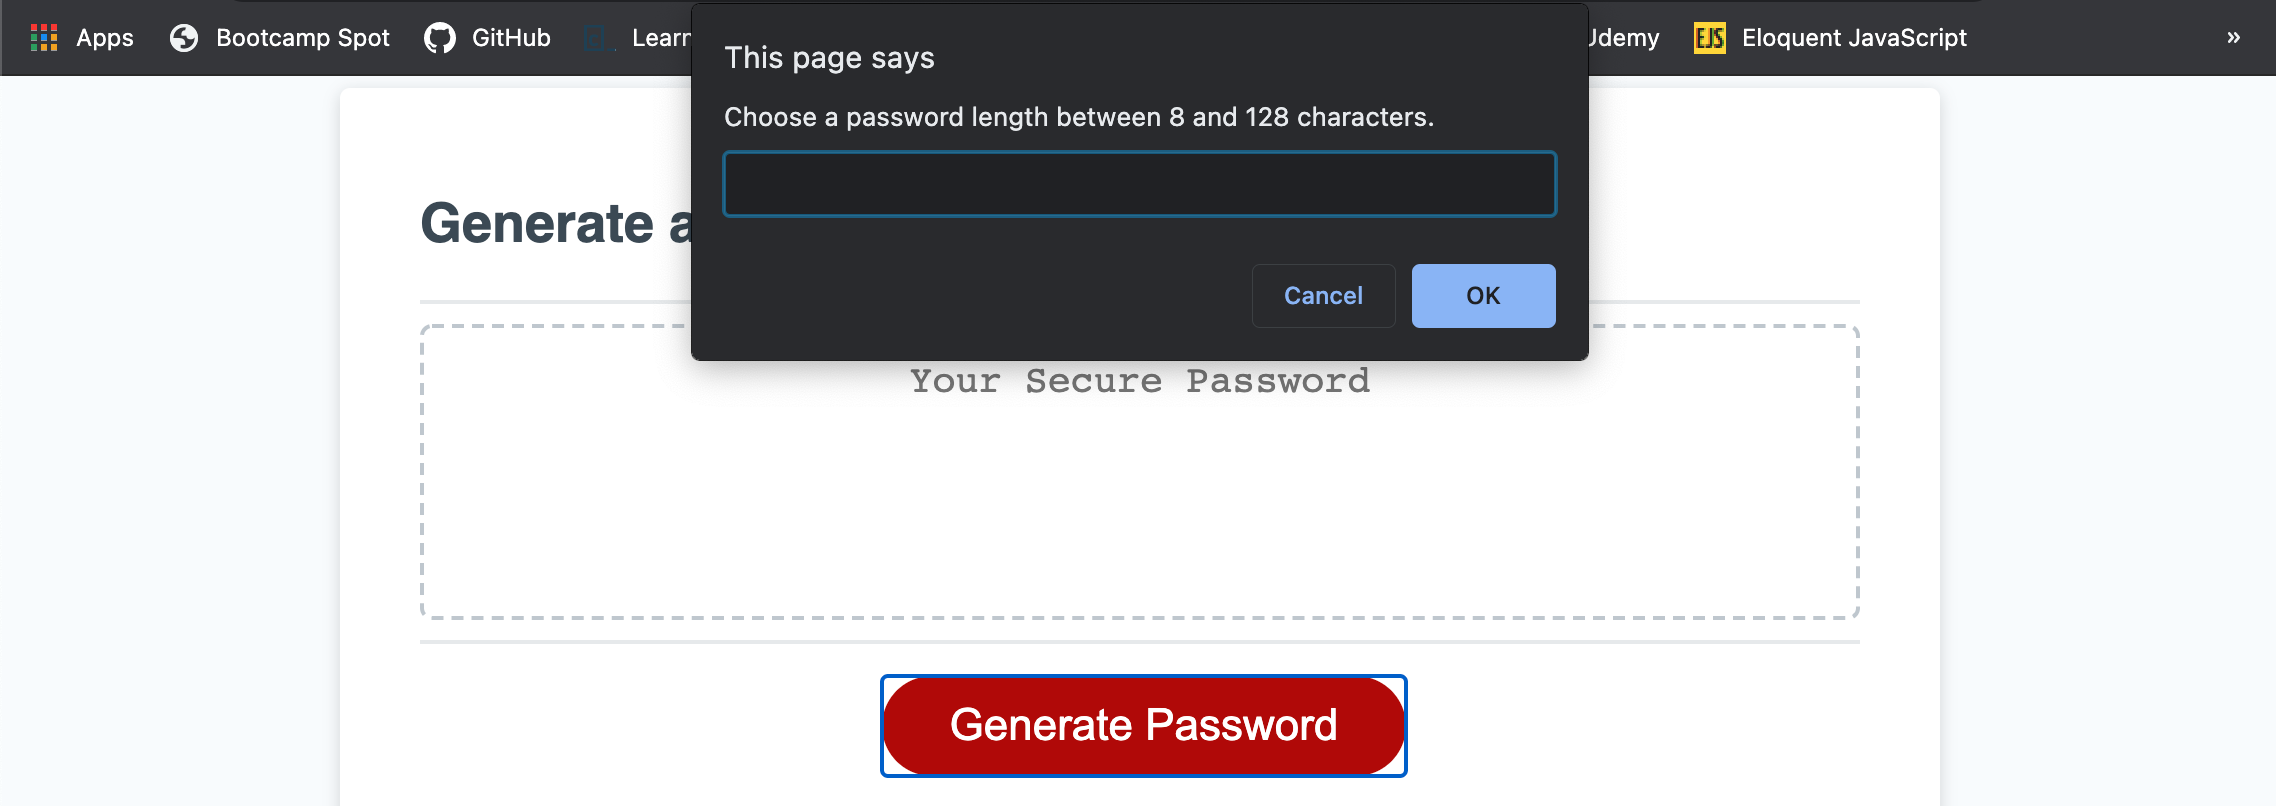 Apps Bootcamp Spot GitHub Learn Udemy EJS Eloquent JavaScript »
This page says
Choose a password length between 8 and 128 characters.
Cancel OK
Generate a
Your Secure Password
Generate Password